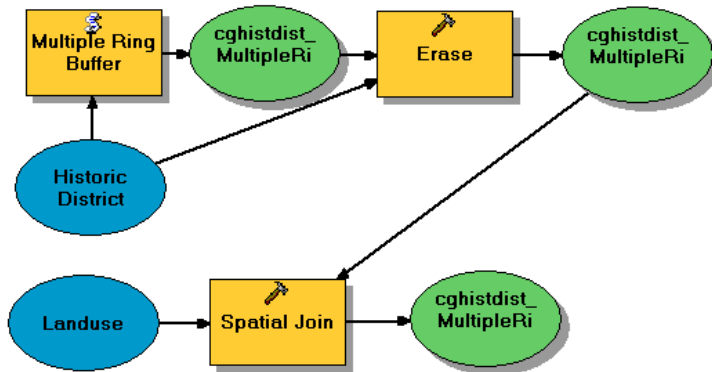 Multiple Ring
Buffer
cghistdist_
MultipleRi
Erase
cghistdist_
MultipleRi
Historic
District
Landuse
Spatial Join
cghistdist_
MultipleRi